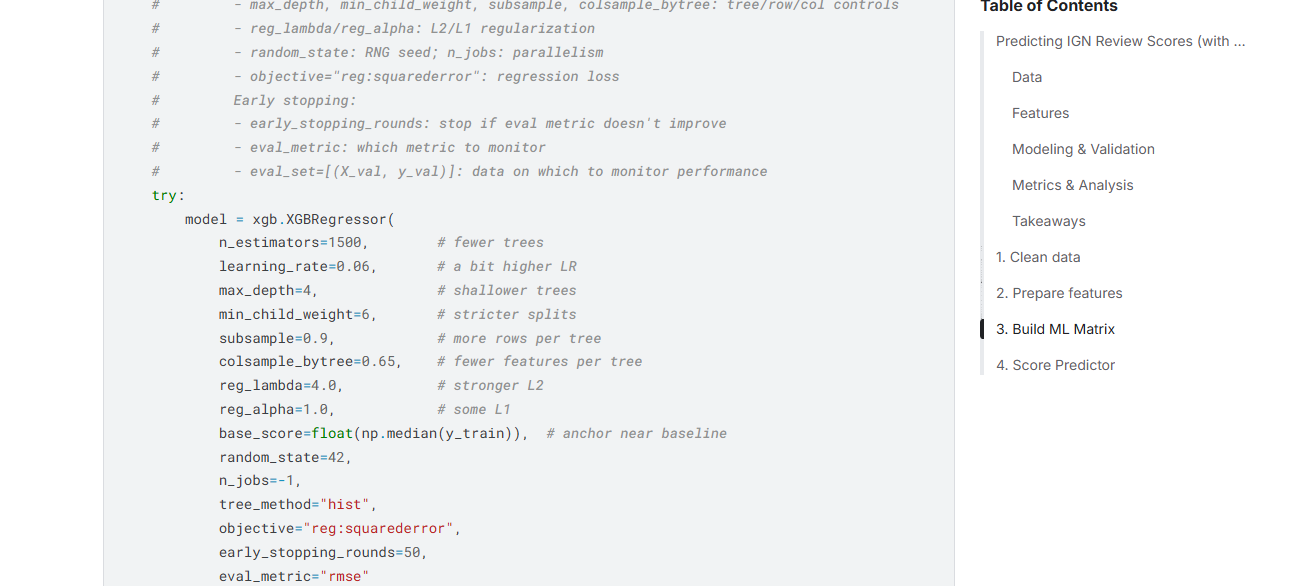 #         - max_depth, min_child_weight, subsample, colsample_bytree: tree/row/col controls
#         - reg_lambda/reg_alpha: L2/L1 regularization
#         - random_state: RNG seed; n_jobs: parallelism
#         - objective="reg:squarederror": regression loss
#         Early stopping:
#         - early_stopping_rounds: stop if eval metric doesn't improve
#         - eval_metric: which metric to monitor
#         - eval_set=[(X_val, y_val)]: data on which to monitor performance
try:
    model = xgb.XGBRegressor(
        n_estimators=1500,        # fewer trees
        learning_rate=0.06,       # a bit higher LR
        max_depth=4,              # shallower trees
        min_child_weight=6,       # stricter splits
        subsample=0.9,            # more rows per tree
        colsample_bytree=0.65,    # fewer features per tree
        reg_lambda=4.0,           # stronger L2
        reg_alpha=1.0,            # some L1
        base_score=float(np.median(y_train)),  # anchor near baseline
        random_state=42,
        n_jobs=-1,
        tree_method="hist",
        objective="reg:squarederror",
        early_stopping_rounds=50,
        eval_metric="rmse"
Table of Contents
Predicting IGN Review Scores (with ...
Data
Features
Modeling & Validation
Metrics & Analysis
Takeaways
1. Clean data
2. Prepare features
3. Build ML Matrix
4. Score Predictor